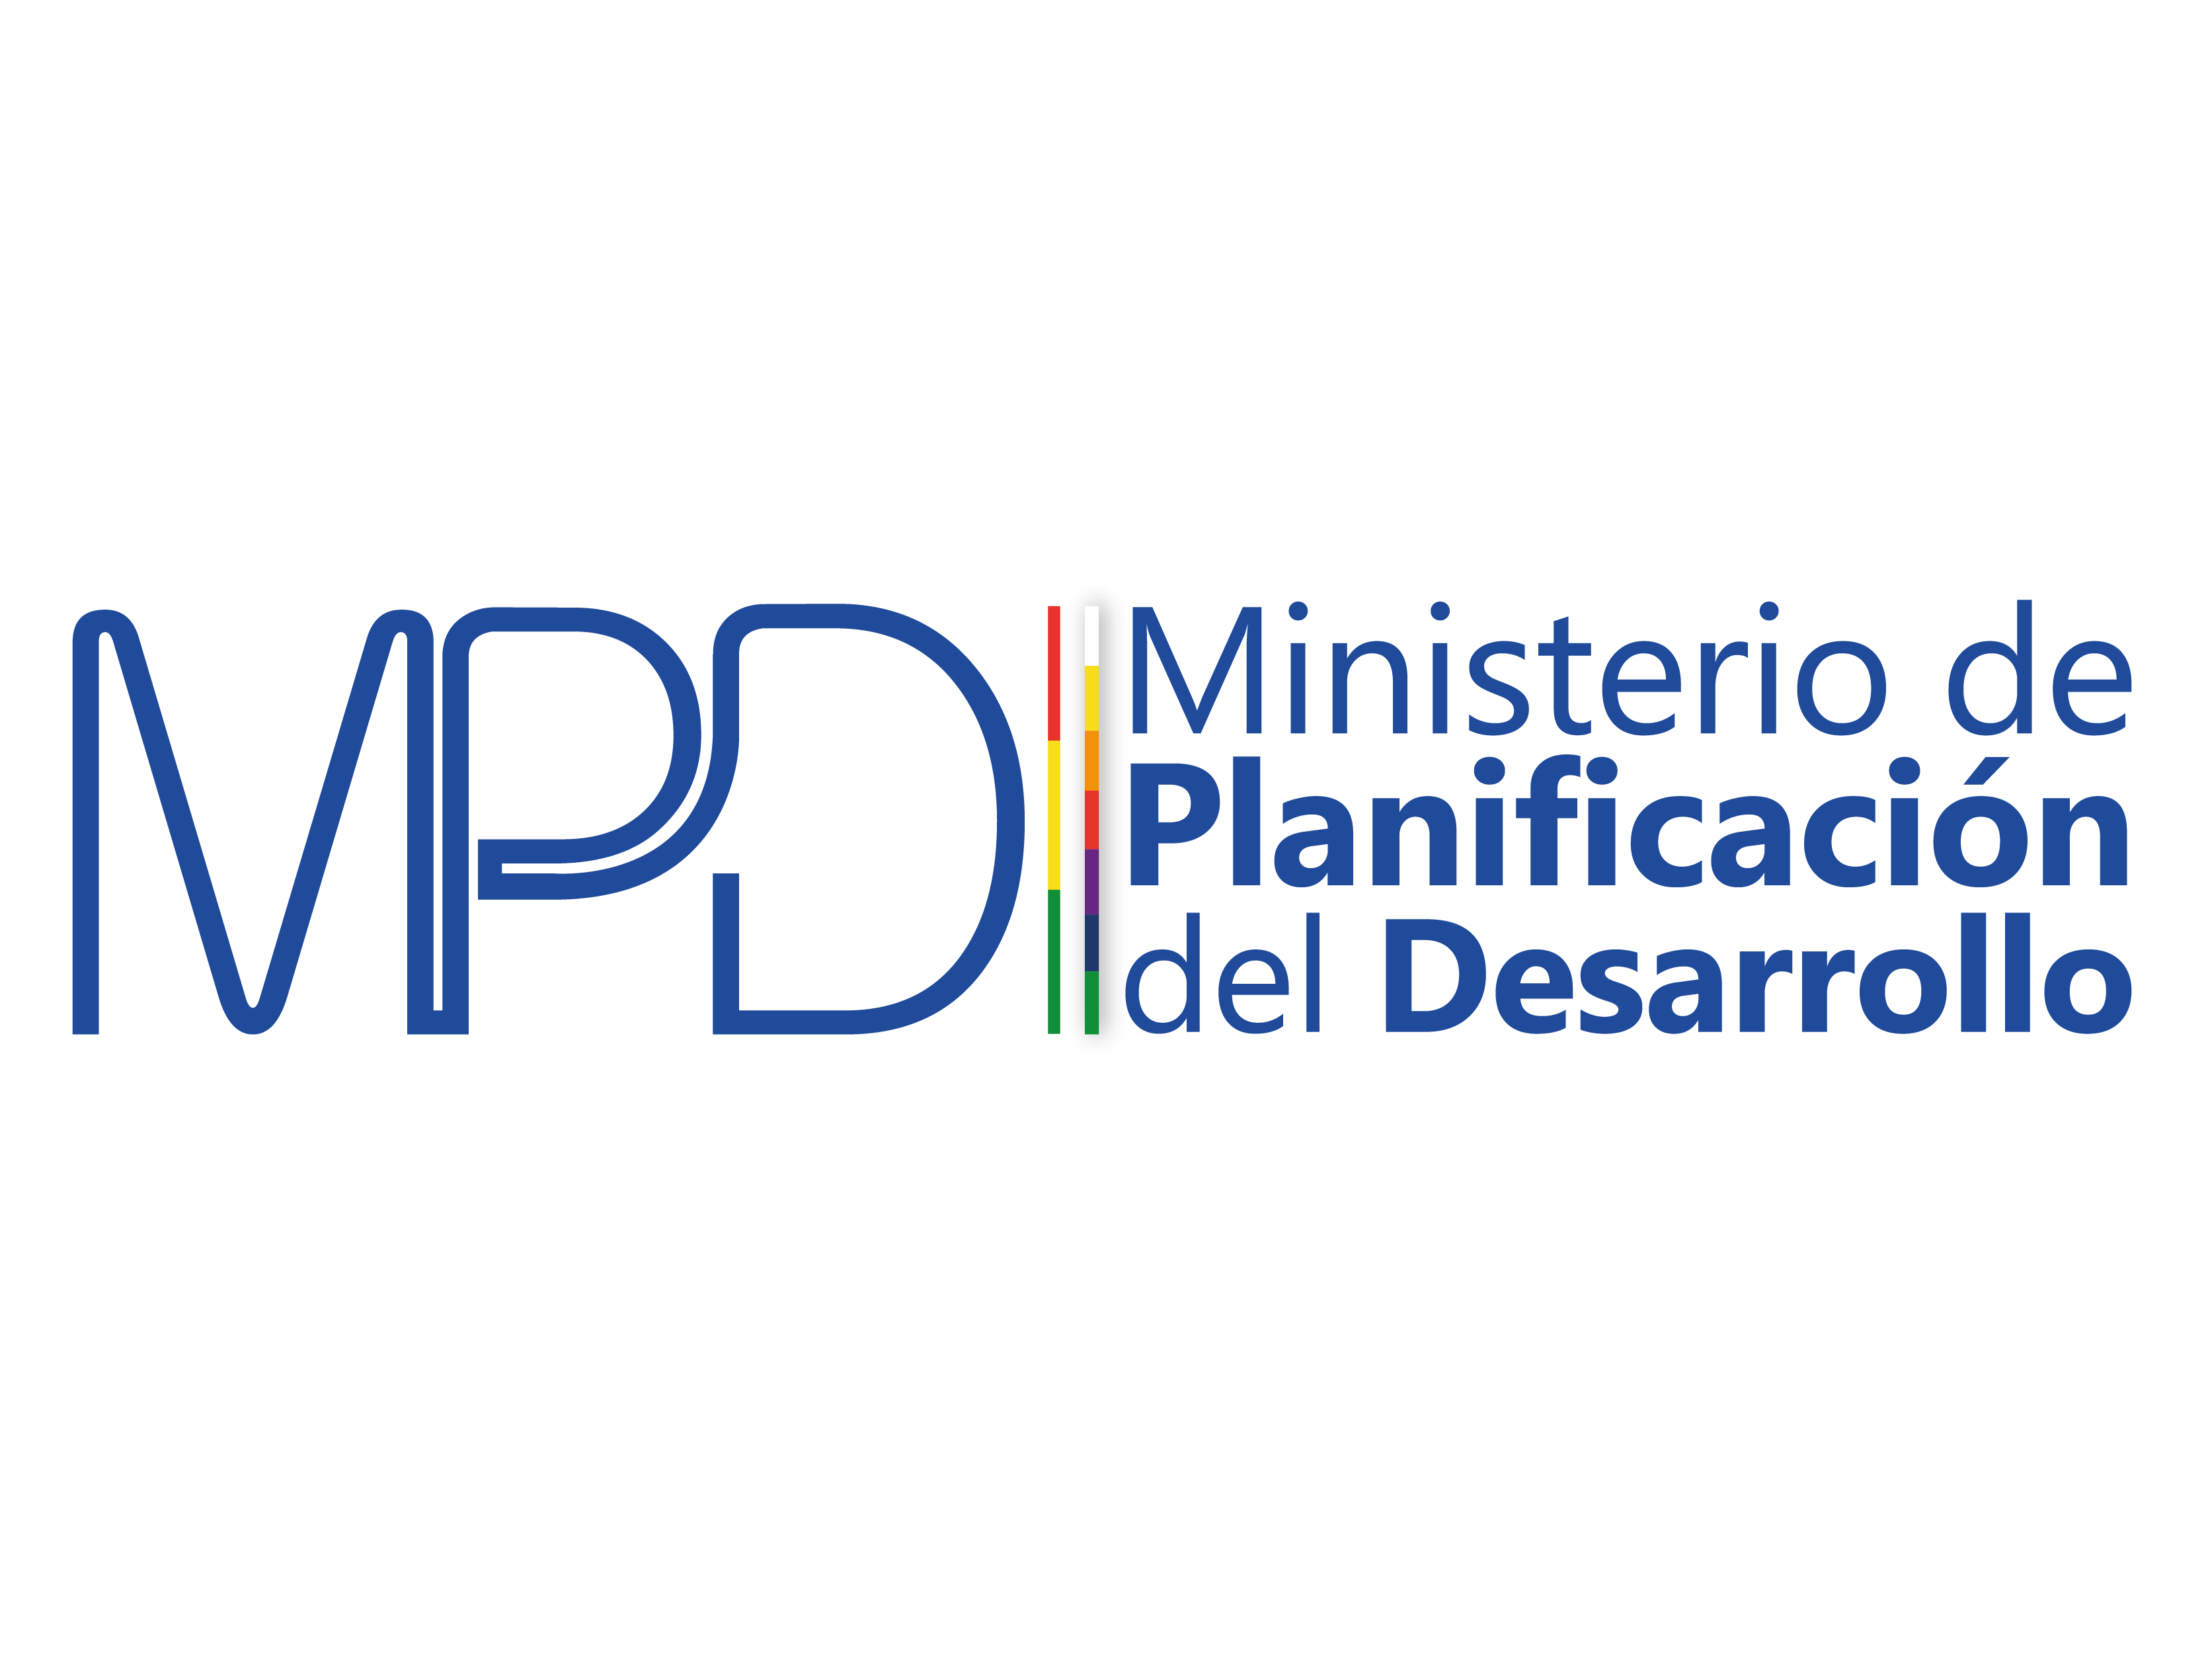 MPD
Ministerio de
Planificación
del Desarrollo